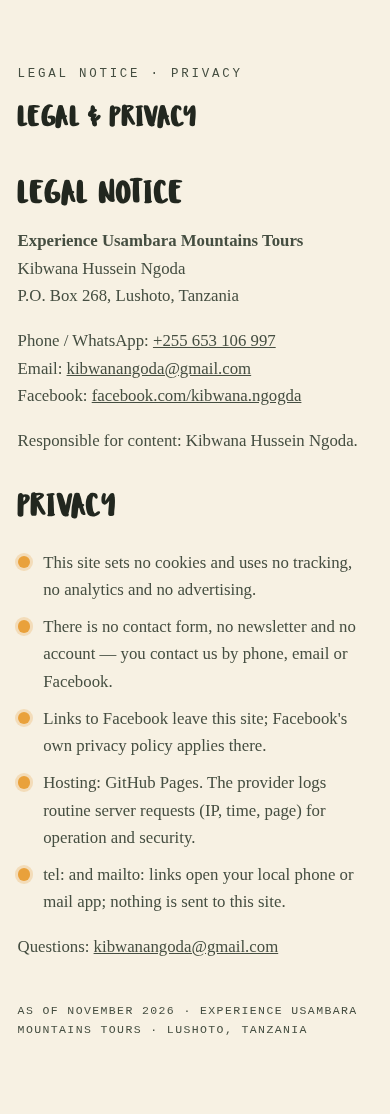 LEGAL NOTICE · PRIVACY
LEGAL & PRIVACY
LEGAL NOTICE
Experience Usambara Mountains Tours
Kibwana Hussein Ngoda
P.O. Box 268, Lushoto, Tanzania
Phone / WhatsApp: +255 653 106 997
Email: kibwanangoda@gmail.com
Facebook: facebook.com/kibwana.ngogda
Responsible for content: Kibwana Hussein Ngoda.
PRIVACY
This site sets no cookies and uses no tracking,
no analytics and no advertising.
There is no contact form, no newsletter and no
account — you contact us by phone, email or
Facebook.
Links to Facebook leave this site; Facebook's
own privacy policy applies there.
Hosting: GitHub Pages. The provider logs
routine server requests (IP, time, page) for
operation and security.
tel: and mailto: links open your local phone or
mail app; nothing is sent to this site.
Questions: kibwanangoda@gmail.com
AS OF NOVEMBER 2026 · EXPERIENCE USAMBARA
MOUNTAINS TOURS · LUSHOTO, TANZANIA